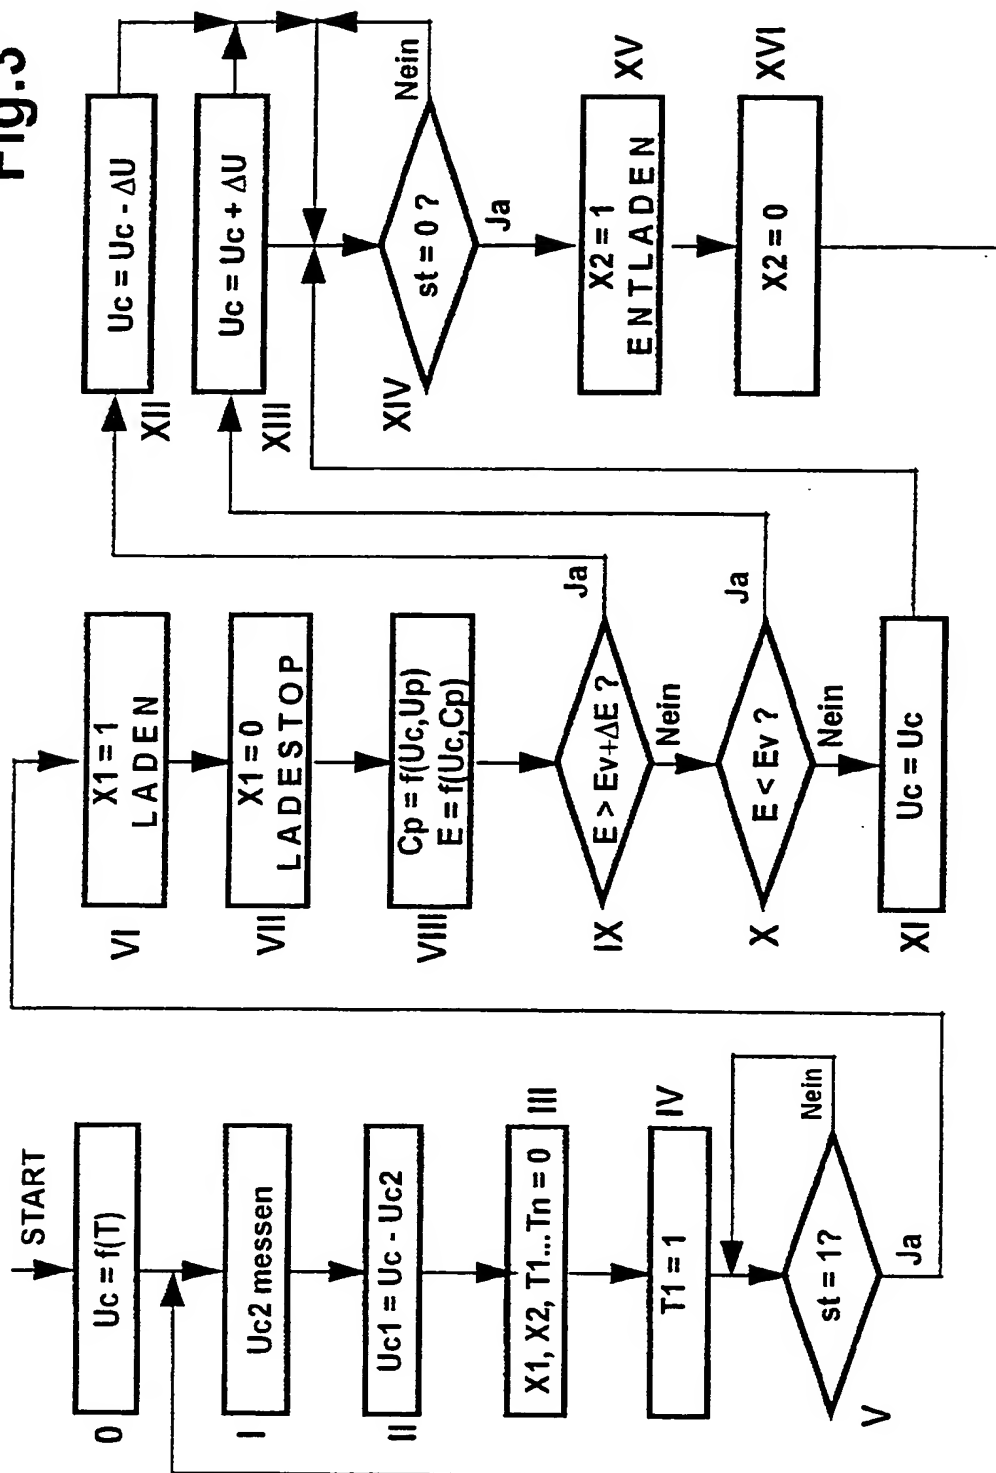 Fig.3
START
0
Uc = f(T)
I
Uc2 messen
II
Uc1 = Uc - Uc2
III
X1, X2, T1...Tn = 0
IV
T1 = 1
V
st = 1?
Nein
Ja
VI
X1 = 1
LADEN
VII
X1 = 0
LADESTOP
VIII
Cp = f(Uc,Up)
E = f(Uc,Cp)
IX
E > Ev+ΔE ?
Ja
Nein
X
E < Ev ?
Ja
Nein
XI
Uc = Uc
XII
Uc = Uc - ΔU
XIII
Uc = Uc + ΔU
XIV
st = 0 ?
Nein
Ja
XV
X2 = 1
ENTLADEN
XVI
X2 = 0